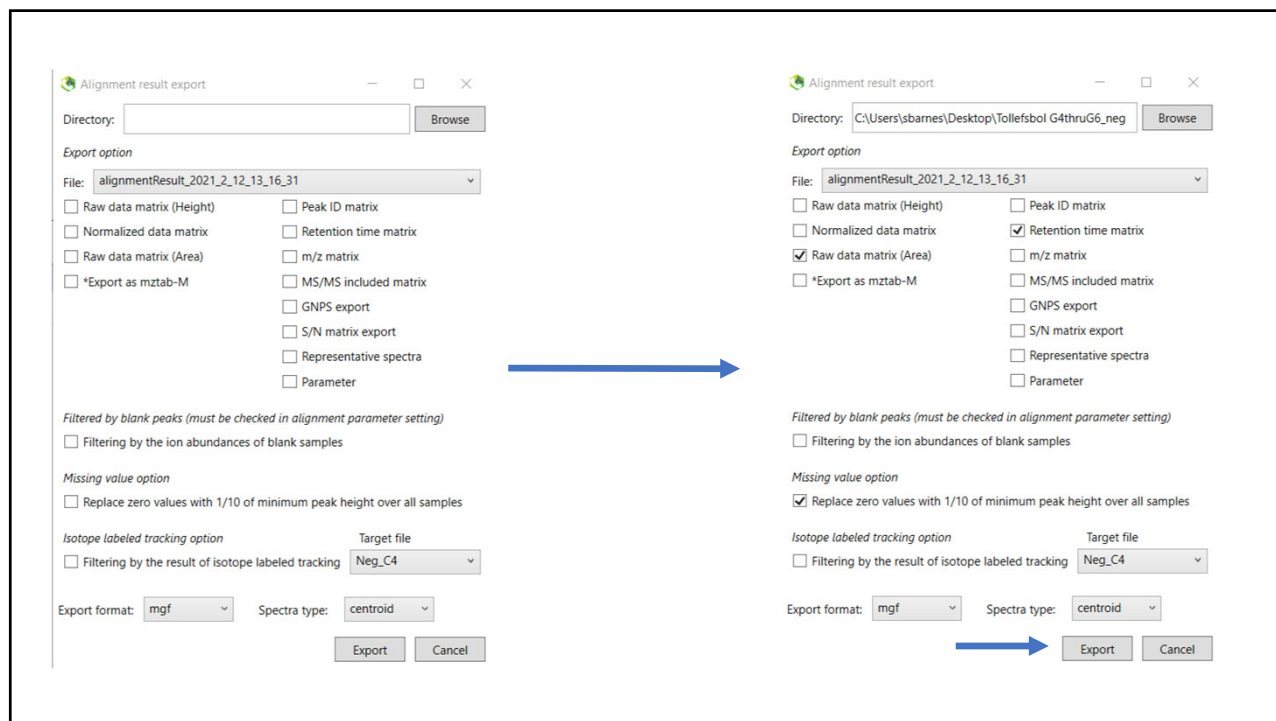 Alignment result export
Directory: Browse
Export option
File: alignmentResult_2021_2_12_13_16_31
Raw data matrix (Height) Peak ID matrix
Normalized data matrix Retention time matrix
Raw data matrix (Area) m/z matrix
*Export as mztab-M MS/MS included matrix
GNPS export
S/N matrix export
Representative spectra
Parameter
Filtered by blank peaks (must be checked in alignment parameter setting)
Filtering by the ion abundances of blank samples
Missing value option
Replace zero values with 1/10 of minimum peak height over all samples
Isotope labeled tracking option Target file
Filtering by the result of isotope labeled tracking Neg_C4
Export format: mgf Spectra type: centroid
Export Cancel
Alignment result export
Directory: C:\Users\sbarnes\Desktop\Tollefsbol G4thruG6_neg Browse
Export option
File: alignmentResult_2021_2_12_13_16_31
Raw data matrix (Height) Peak ID matrix
Normalized data matrix Retention time matrix
Raw data matrix (Area) m/z matrix
*Export as mztab-M MS/MS included matrix
GNPS export
S/N matrix export
Representative spectra
Parameter
Filtered by blank peaks (must be checked in alignment parameter setting)
Filtering by the ion abundances of blank samples
Missing value option
Replace zero values with 1/10 of minimum peak height over all samples
Isotope labeled tracking option Target file
Filtering by the result of isotope labeled tracking Neg_C4
Export format: mgf Spectra type: centroid
Export Cancel